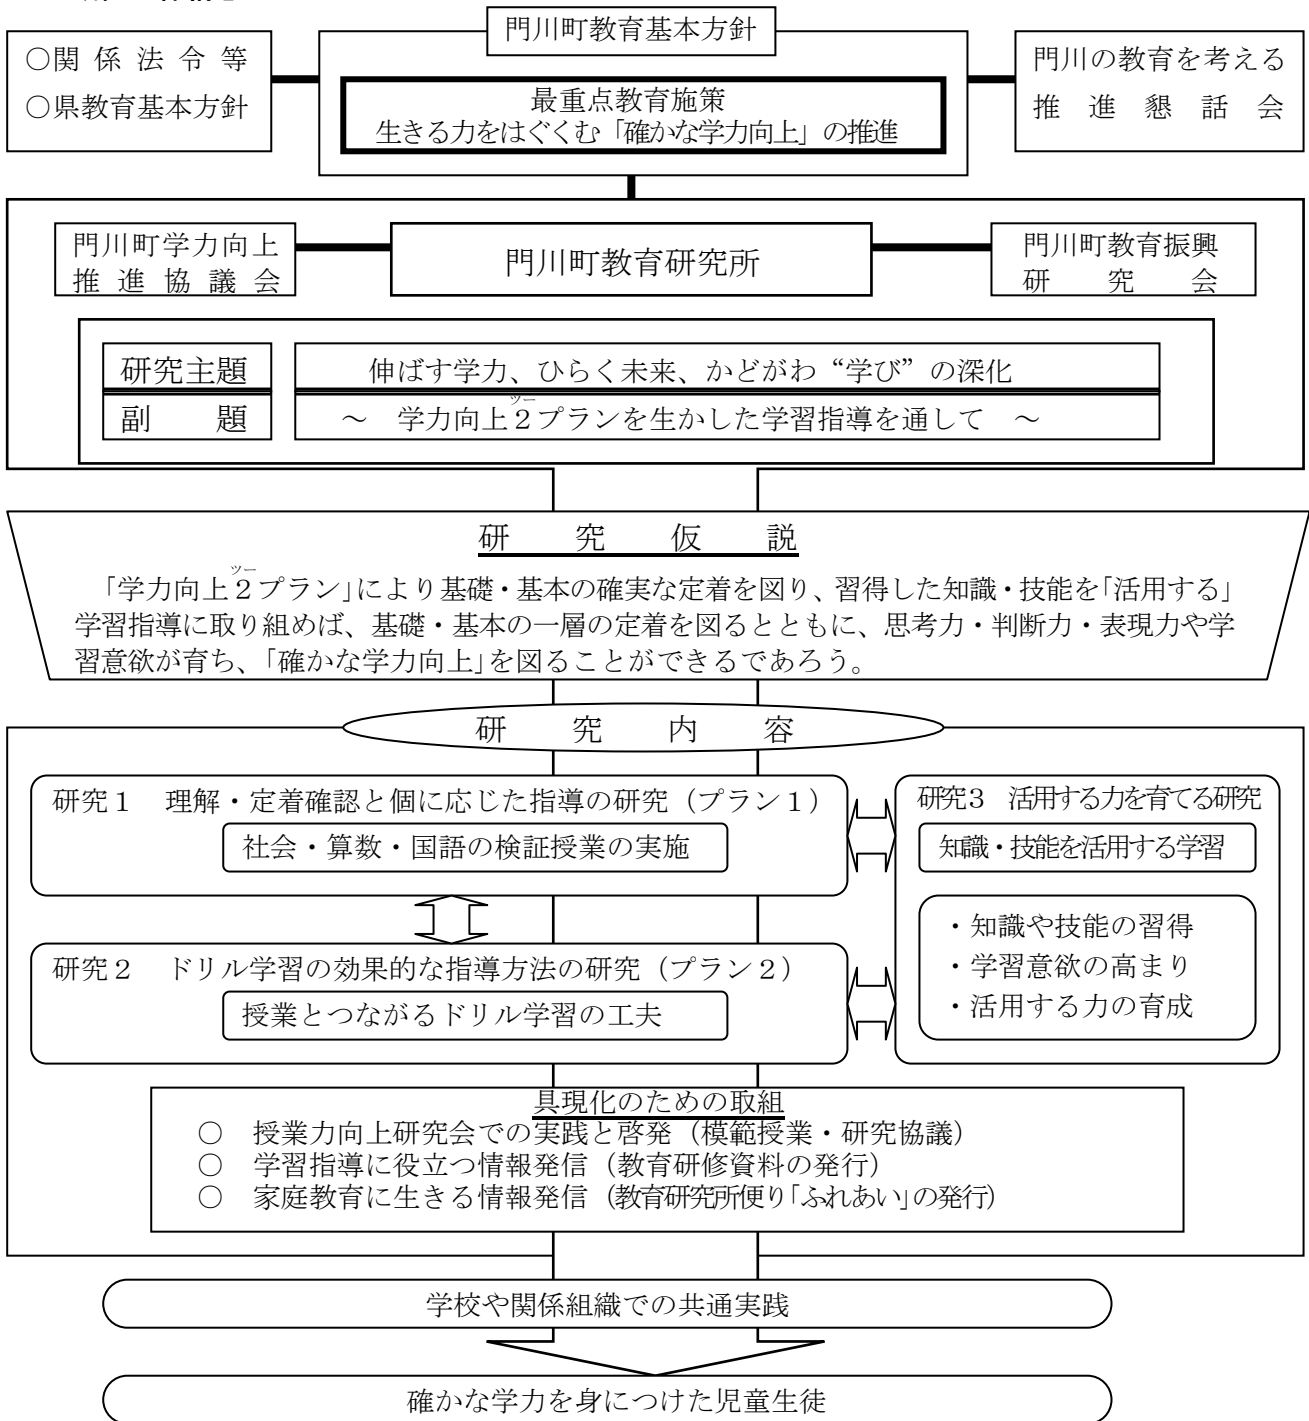 門川町教育基本方針
○関係法令等
○県教育基本方針
最重点教育施策
生きる力をはぐくむ「確かな学力向上」の推進
門川の教育を考える
推進懇話会
門川町学力向上
推進協議会
門川町教育研究所
門川町教育振興
研究会
研究主題
伸ばす学力、ひらく未来、かどがわ“学び”の深化
副題
ツー
～ 学力向上2プランを生かした学習指導を通して ～
研究仮説
ツー
「学力向上2プラン」により基礎・基本の確実な定着を図り、習得した知識・技能を「活用する」
学習指導に取り組めば、基礎・基本の一層の定着を図るとともに、思考力・判断力・表現力や学
習意欲が育ち、「確かな学力向上」を図ることができるであろう。
研究内容
研究1 理解・定着確認と個に応じた指導の研究（プラン1）
社会・算数・国語の検証授業の実施
研究2 ドリル学習の効果的な指導方法の研究（プラン2）
授業とつながるドリル学習の工夫
研究3 活用する力を育てる研究
知識・技能を活用する学習
・知識や技能の習得
・学習意欲の高まり
・活用する力の育成
具現化のための取組
○ 授業力向上研究会での実践と啓発（模範授業・研究協議）
○ 学習指導に役立つ情報発信（教育研修資料の発行）
○ 家庭教育に生きる情報発信（教育研究所便り「ふれあい」の発行）
学校や関係組織での共通実践
確かな学力を身につけた児童生徒